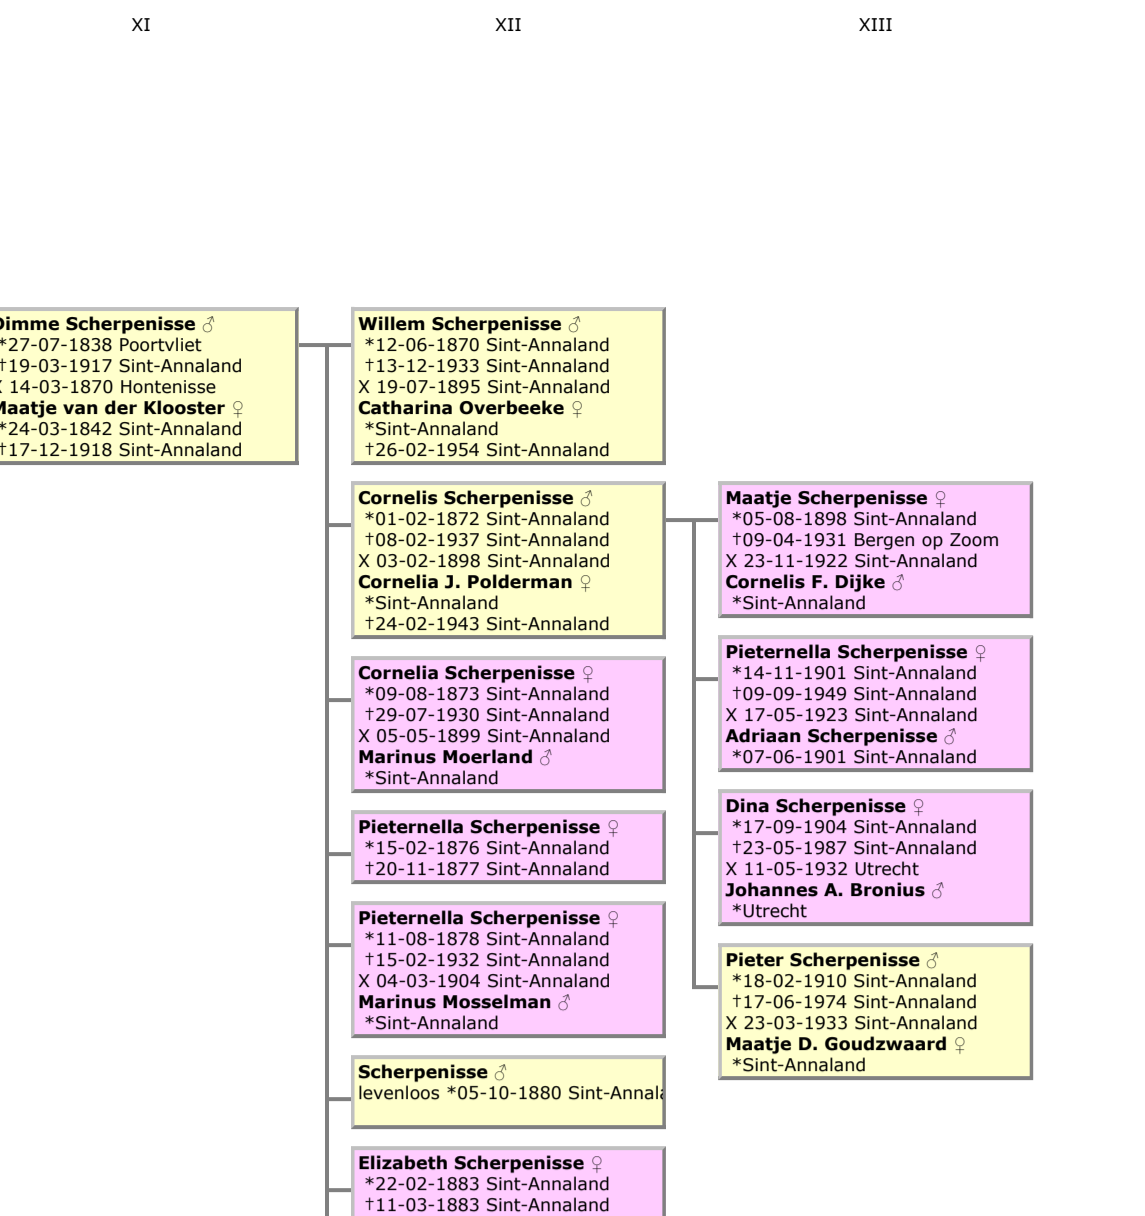 XI
XII
XIII
Dimme Scherpenisse ♂
*27-07-1838 Poortvliet
†19-03-1917 Sint-Annaland
X 14-03-1870 Hontenisse
Maatje van der Klooster ♀
*24-03-1842 Sint-Annaland
†17-12-1918 Sint-Annaland
Willem Scherpenisse ♂
*12-06-1870 Sint-Annaland
†13-12-1933 Sint-Annaland
X 19-07-1895 Sint-Annaland
Catharina Overbeeke ♀
*Sint-Annaland
†26-02-1954 Sint-Annaland
Cornelis Scherpenisse ♂
*01-02-1872 Sint-Annaland
†08-02-1937 Sint-Annaland
X 03-02-1898 Sint-Annaland
Cornelia J. Polderman ♀
*Sint-Annaland
†24-02-1943 Sint-Annaland
Cornelia Scherpenisse ♀
*09-08-1873 Sint-Annaland
†29-07-1930 Sint-Annaland
X 05-05-1899 Sint-Annaland
Marinus Moerland ♂
*Sint-Annaland
Pieternella Scherpenisse ♀
*15-02-1876 Sint-Annaland
†20-11-1877 Sint-Annaland
Pieternella Scherpenisse ♀
*11-08-1878 Sint-Annaland
†15-02-1932 Sint-Annaland
X 04-03-1904 Sint-Annaland
Marinus Mosselman ♂
*Sint-Annaland
Scherpenisse ♂
levenloos *05-10-1880 Sint-Annala
Elizabeth Scherpenisse ♀
*22-02-1883 Sint-Annaland
†11-03-1883 Sint-Annaland
Maatje Scherpenisse ♀
*05-08-1898 Sint-Annaland
†09-04-1931 Bergen op Zoom
X 23-11-1922 Sint-Annaland
Cornelis F. Dijke ♂
*Sint-Annaland
Pieternella Scherpenisse ♀
*14-11-1901 Sint-Annaland
†09-09-1949 Sint-Annaland
X 17-05-1923 Sint-Annaland
Adriaan Scherpenisse ♂
*07-06-1901 Sint-Annaland
Dina Scherpenisse ♀
*17-09-1904 Sint-Annaland
†23-05-1987 Sint-Annaland
X 11-05-1932 Utrecht
Johannes A. Bronius ♂
*Utrecht
Pieter Scherpenisse ♂
*18-02-1910 Sint-Annaland
†17-06-1974 Sint-Annaland
X 23-03-1933 Sint-Annaland
Maatje D. Goudzwaard ♀
*Sint-Annaland